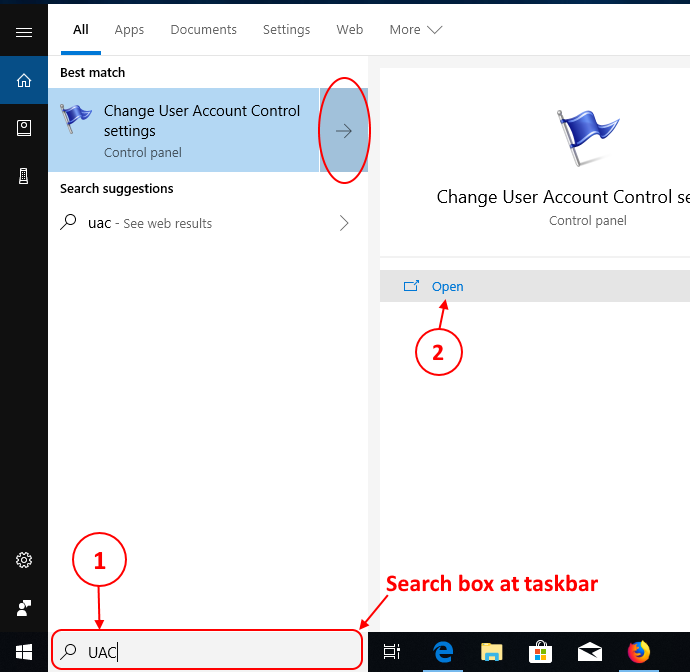 All Apps Documents Settings Web More
Best match
Change User Account Control
settings
Control panel
Search suggestions
uac - See web results
Change User Account Control se
Control panel
Open
2
1
Search box at taskbar
UAC